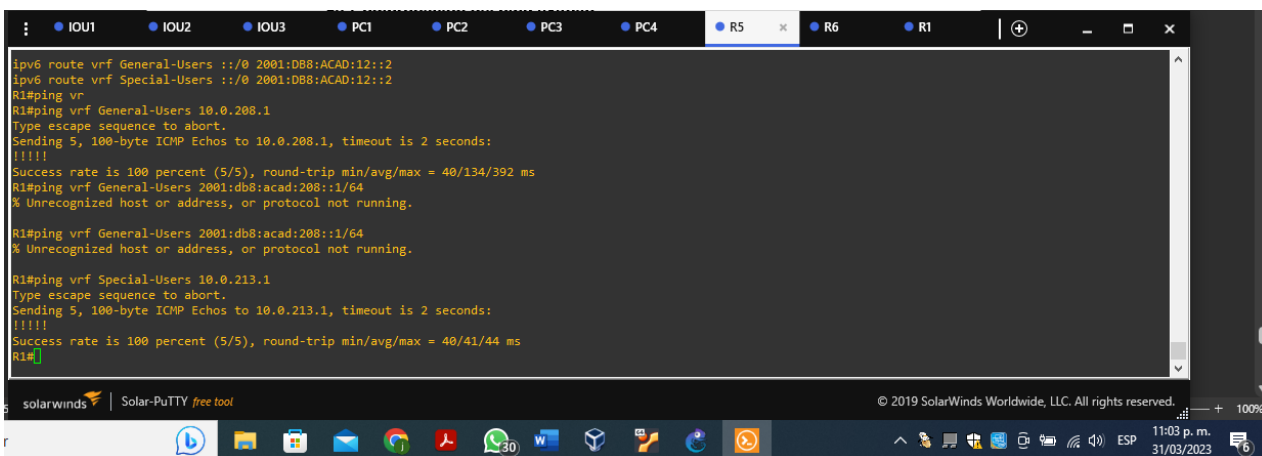 IOU1 IOU2 IOU3 PC1 PC2 PC3 PC4 R5 × R6 R1
ipv6 route vrf General-Users ::/0 2001:DB8:ACAD:12::2
ipv6 route vrf Special-Users ::/0 2001:DB8:ACAD:12::2
R1#ping vr
R1#ping vrf General-Users 10.0.208.1
Type escape sequence to abort.
Sending 5, 100-byte ICMP Echos to 10.0.208.1, timeout is 2 seconds:
!!!!!
Success rate is 100 percent (5/5), round-trip min/avg/max = 40/134/392 ms
R1#ping vrf General-Users 2001:db8:acad:208::1/64
% Unrecognized host or address, or protocol not running.
R1#ping vrf General-Users 2001:db8:acad:208::1/64
% Unrecognized host or address, or protocol not running.
R1#ping vrf Special-Users 10.0.213.1
Type escape sequence to abort.
Sending 5, 100-byte ICMP Echos to 10.0.213.1, timeout is 2 seconds:
!!!!!
Success rate is 100 percent (5/5), round-trip min/avg/max = 40/41/44 ms
R1#
solarwinds | Solar-PuTTY free tool © 2019 SolarWinds Worldwide, LLC. All rights reserved.
100%
30 W ESP 11:03 p. m.
31/03/2023 6